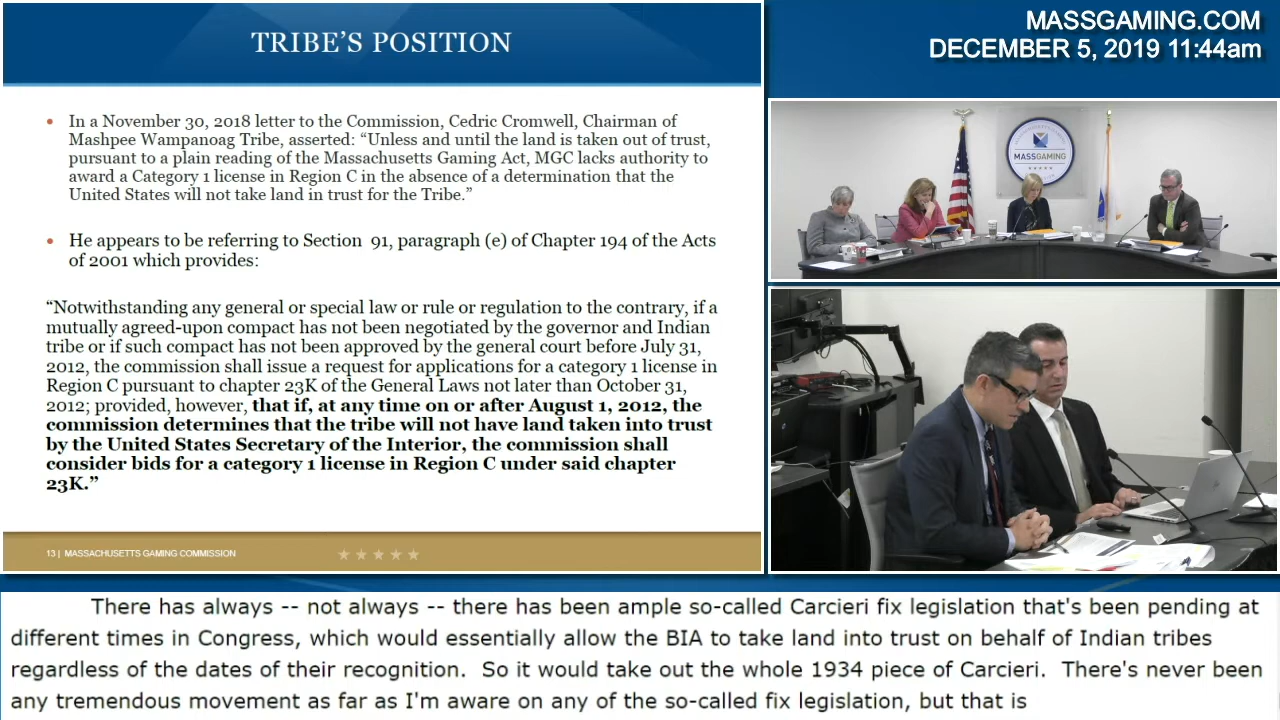 TRIBE'S POSITION
• In a November 30, 2018 letter to the Commission, Cedric Cromwell, Chairman of
Mashpee Wampanoag Tribe, asserted: “Unless and until the land is taken out of trust,
pursuant to a plain reading of the Massachusetts Gaming Act, MGC lacks authority to
award a Category 1 license in Region C in the absence of a determination that the
United States will not take land in trust for the Tribe.”
• He appears to be referring to Section 91, paragraph (e) of Chapter 194 of the Acts
of 2001 which provides:
“Notwithstanding any general or special law or rule or regulation to the contrary, if a
mutually agreed-upon compact has not been negotiated by the governor and Indian
tribe or if such compact has not been approved by the general court before July 31,
2012, the commission shall issue a request for applications for a category 1 license in
Region C pursuant to chapter 23K of the General Laws not later than October 31,
2012; provided, however, that if, at any time on or after August 1, 2012, the
commission determines that the tribe will not have land taken into trust
by the United States Secretary of the Interior, the commission shall
consider bids for a category 1 license in Region C under said chapter
23K.”
13 | MASSACHUSETTS GAMING COMMISSION
MASSGAMING.COM
DECEMBER 5, 2019 11:44am
MASSGAMING
There has always -- not always -- there has been ample so-called Carcieri fix legislation that's been pending at
different times in Congress, which would essentially allow the BIA to take land into trust on behalf of Indian tribes
regardless of the dates of their recognition. So it would take out the whole 1934 piece of Carcieri. There's never been
any tremendous movement as far as I'm aware on any of the so-called fix legislation, but that is